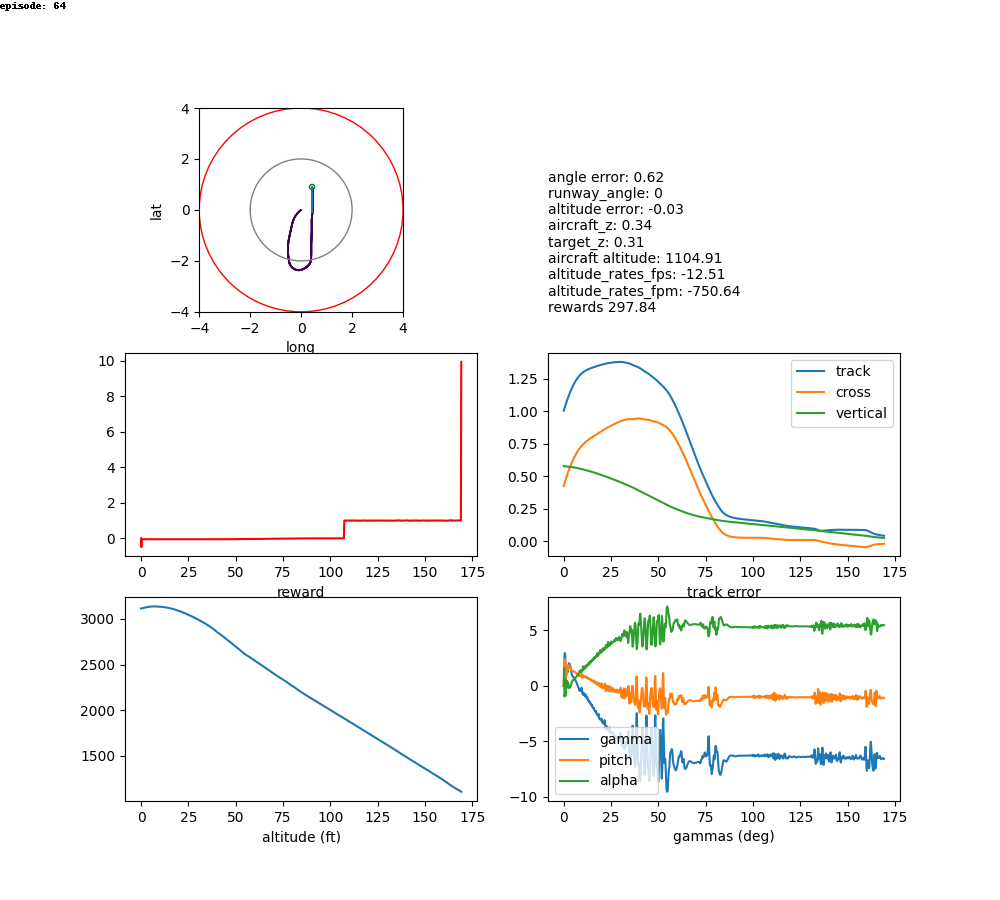 episode: 64
4
2
0
−2
−4
lat
−4 −2 0 2 4
long
angle error: 0.62
runway_angle: 0
altitude error: -0.03
aircraft_z: 0.34
target_z: 0.31
aircraft altitude: 1104.91
altitude_rates_fps: -12.51
altitude_rates_fpm: -750.64
rewards 297.84
10
8
6
4
2
0
0 25 50 75 100 125 150 175
reward
1.25
1.00
0.75
0.50
0.25
0.00
track
cross
vertical
0 25 50 75 100 125 150 175
track error
3000
2500
2000
1500
0 25 50 75 100 125 150 175
altitude (ft)
5
0
−5
−10
gamma
pitch
alpha
0 25 50 75 100 125 150 175
gammas (deg)